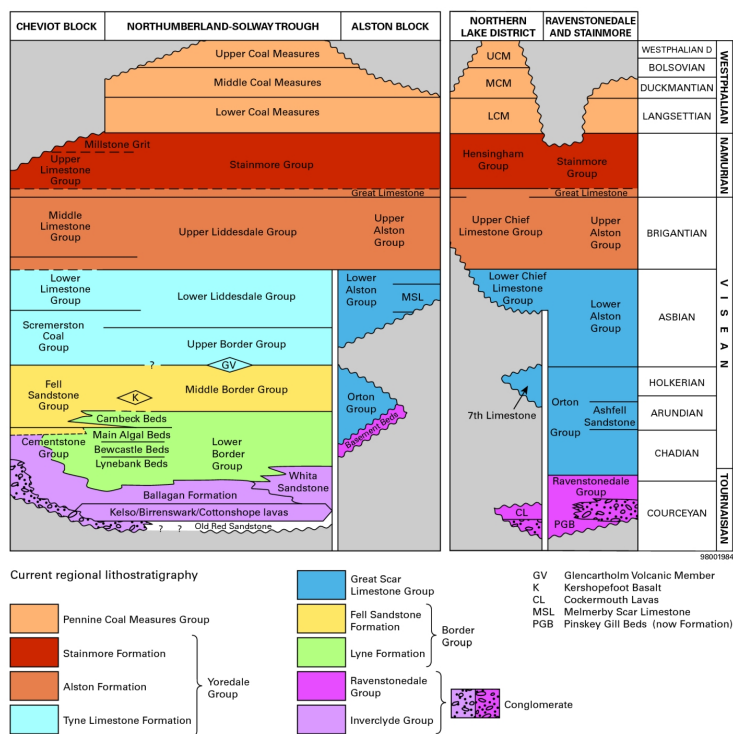 CHEVIOT BLOCK
NORTHUMBERLAND-SOLWAY TROUGH
ALSTON BLOCK
NORTHERN
LAKE DISTRICT
RAVENSTONEDALE
AND STAINMORE
Upper Coal Measures
Middle Coal Measures
Lower Coal Measures
Millstone Grit
Upper
Limestone
Group
Stainmore Group
Great Limestone
Middle
Limestone
Group
Upper Liddesdale Group
Upper
Alston
Group
Lower
Limestone
Group
Lower Liddesdale Group
Lower
Alston
Group
MSL
Scremerston
Coal
Group
Upper Border Group
?
GV
Fell
Sandstone
Group
K
Middle Border Group
Orton
Group
Basement Beds
Cambeck Beds
Cementstone
Group
Main Algal Beds
Bewcastle Beds
Lynebank Beds
Lower
Border
Group
Whita
Sandstone
Ballagan Formation
Kelso/Birrenswark/Cottonshope lavas
? ?
Old Red Sandstone
UCM
MCM
LCM
Hensingham
Group
Stainmore
Group
Great Limestone
Upper Chief
Limestone Group
Upper
Alston
Group
Lower Chief
Limestone
Group
Lower
Alston
Group
7th Limestone
Orton
Group
Ashfell
Sandstone
Ravenstonedale
Group
CL
PGB
WESTPHALIAN D
BOLSOVIAN
DUCKMANTIAN
LANGSETTIAN
BRIGANTIAN
ASBIAN
HOLKERIAN
ARUNDIAN
CHADIAN
COURCEYAN
WESTPHALIAN
NAMURIAN
VISEAN
TOURNAISIAN
98001984
Current regional lithostratigraphy
Pennine Coal Measures Group
Stainmore Formation
Alston Formation
Tyne Limestone Formation
Yoredale
Group
Great Scar
Limestone Group
Fell Sandstone
Formation
Lyne Formation
Border
Group
Ravenstonedale
Group
Inverclyde Group
Conglomerate
GV Glencartholm Volcanic Member
K Kershopefoot Basalt
CL Cockermouth Lavas
MSL Melmerby Scar Limestone
PGB Pinskey Gill Beds (now Formation)